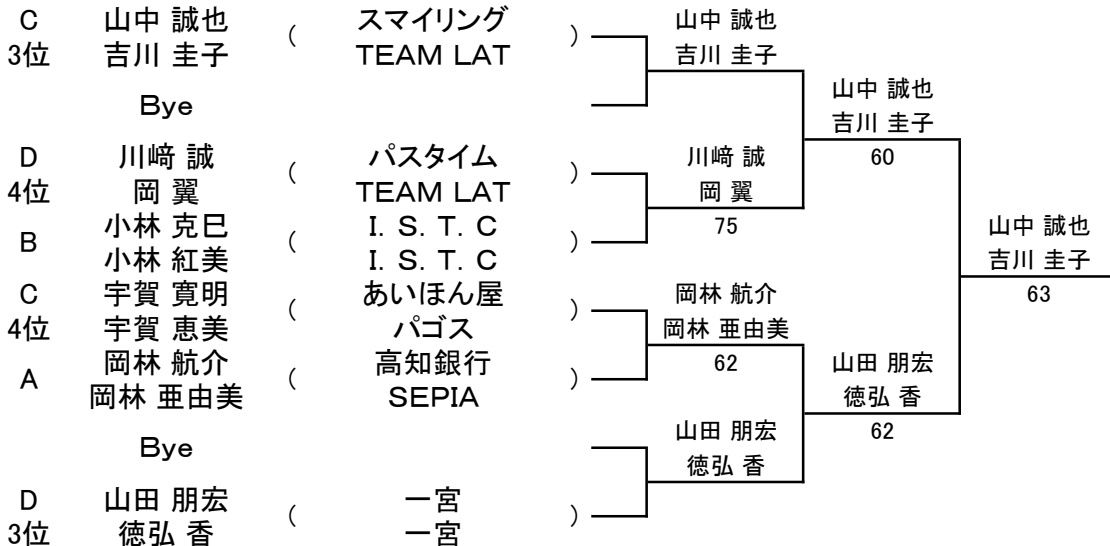 C 山中 誠也 ( スマイリング )
3位 吉川 圭子 TEAM LAT
Bye
D 川﨑 誠 ( パスタイム )
4位 岡 翼 TEAM LAT
B 小林 克巳 ( I. S. T. C )
小林 紅美 I. S. T. C
C 宇賀 寛明 ( あいほん屋 )
4位 宇賀 恵美 パゴス
A 岡林 航介 ( 高知銀行 )
岡林 亜由美 SEPIA
Bye
D 山田 朋宏 ( 一宮 )
3位 徳弘 香 一宮
山中 誠也
吉川 圭子
川﨑 誠
岡 翼
75
岡林 航介
岡林 亜由美
62
山田 朋宏
徳弘 香
山中 誠也
吉川 圭子
60
山田 朋宏
徳弘 香
62
山中 誠也
吉川 圭子
63